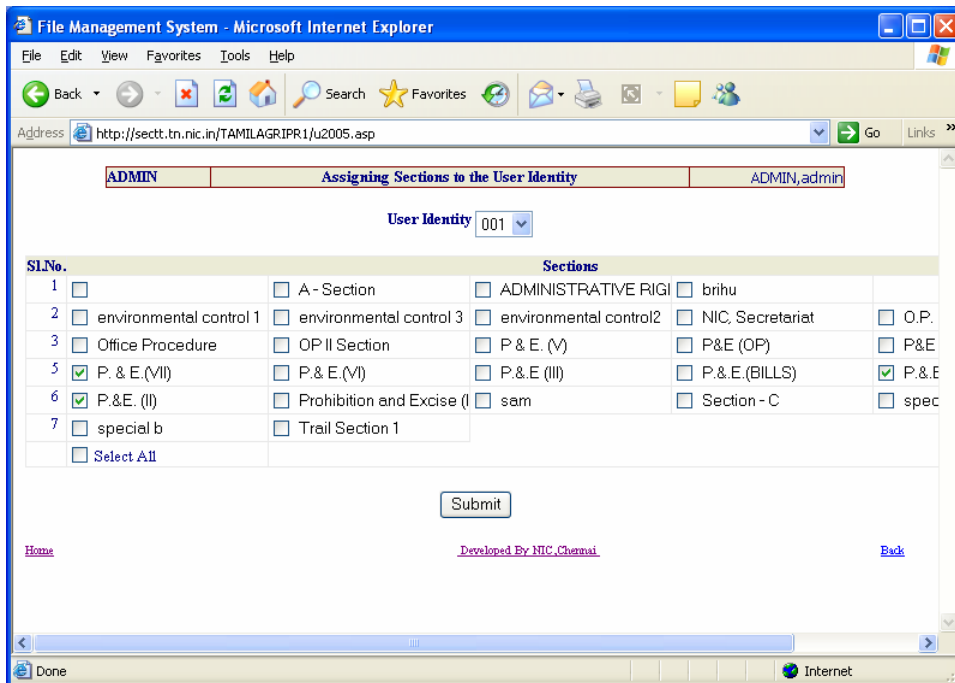 File Management System - Microsoft Internet Explorer
File Edit View Favorites Tools Help
Back Search Favorites
Address http://sectt.tn.nic.in/TAMILAGRIPR1/u2005.asp Go Links »
ADMIN Assigning Sections to the User Identity ADMIN,admin
User Identity 001
Sl.No. Sections
1 A - Section ADMINISTRATIVE RIGI brihu
2 environmental control 1 environmental control 3 environmental control2 NIC, Secretariat O.P.
3 Office Procedure OP II Section P & E. (V) P&E (OP) P&E
5 P. & E.(VII) P.& E.(VI) P.&.E (III) P.&.E.(BILLS) P.&.E
6 P.&E. (II) Prohibition and Excise (I sam Section - C spec
7 special b Trail Section 1
Select All
Submit
Home Developed By NIC,Chennai Back
Done Internet